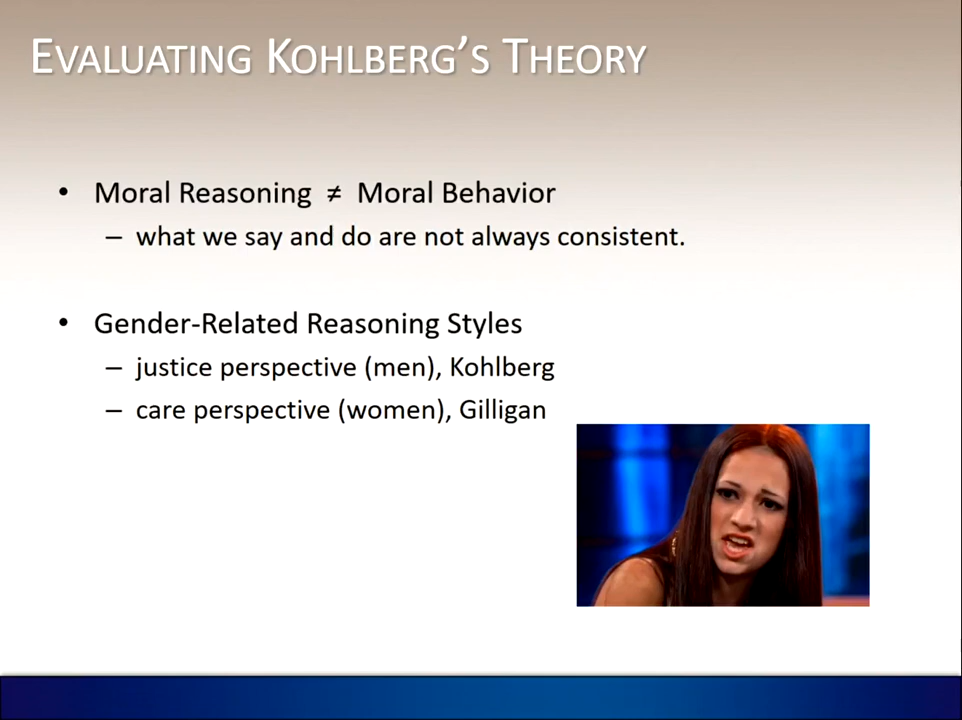 EVALUATING KOHLBERG'S THEORY
• Moral Reasoning ≠ Moral Behavior
– what we say and do are not always consistent.
• Gender-Related Reasoning Styles
– justice perspective (men), Kohlberg
– care perspective (women), Gilligan